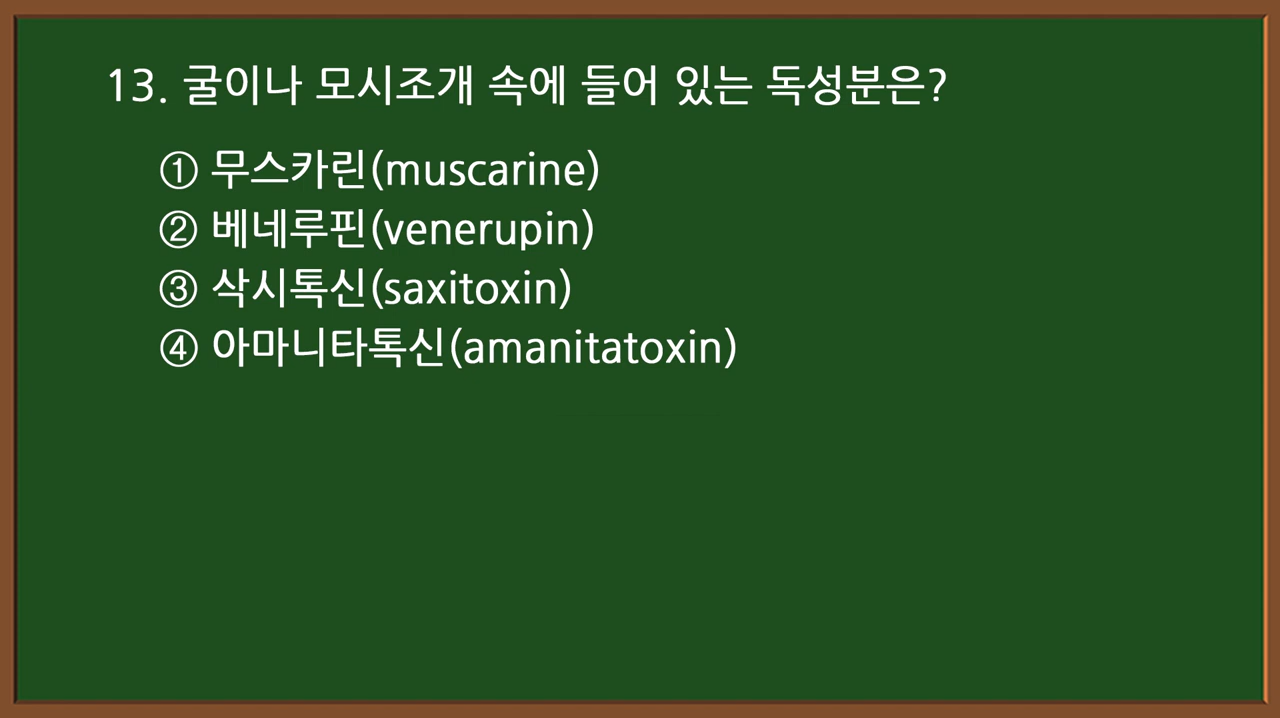 13. 굴이나 모시조개 속에 들어 있는 독성분은?
① 무스카린(muscarine)
② 베네루핀(venerupin)
③ 삭시톡신(saxitoxin)
④ 아마니타톡신(amanitatoxin)